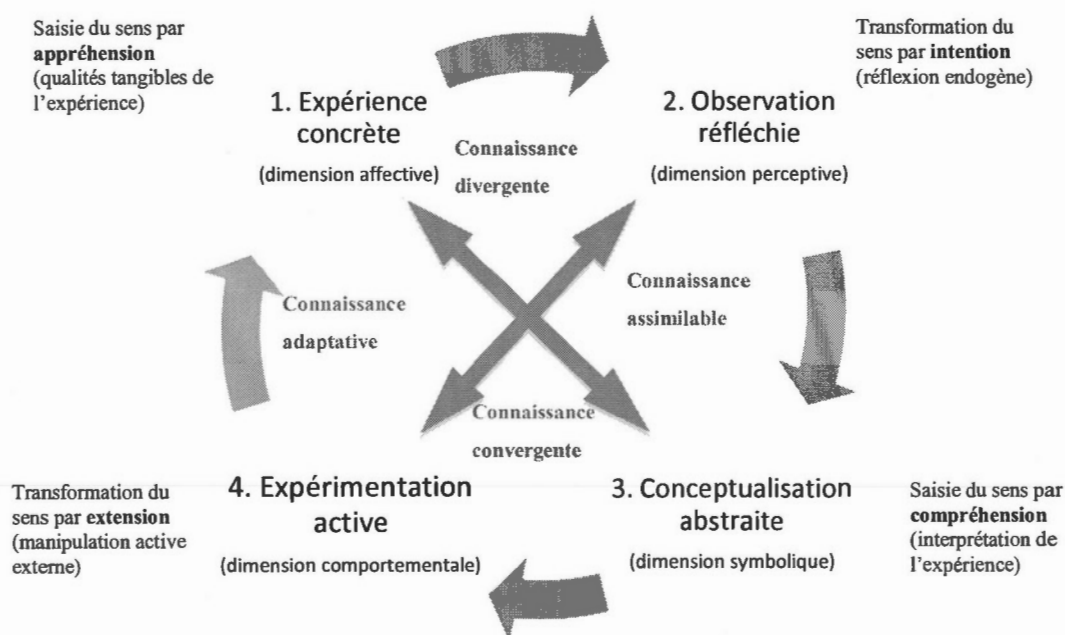 Saisie du sens par
appréhension
(qualités tangibles de
l’expérience)
1. Expérience
concrète
(dimension affective)
Connaissance
divergente
2. Observation
réfléchie
(dimension perceptive)
Transformation du
sens par intention
(réflexion endogène)
Connaissance
adaptative
Connaissance
assimilable
Connaissance
convergente
Transformation du
sens par extension
(manipulation active
externe)
4. Expérimentation
active
(dimension comportementale)
3. Conceptualisation
abstraite
(dimension symbolique)
Saisie du sens par
compréhension
(interprétation de
l’expérience)